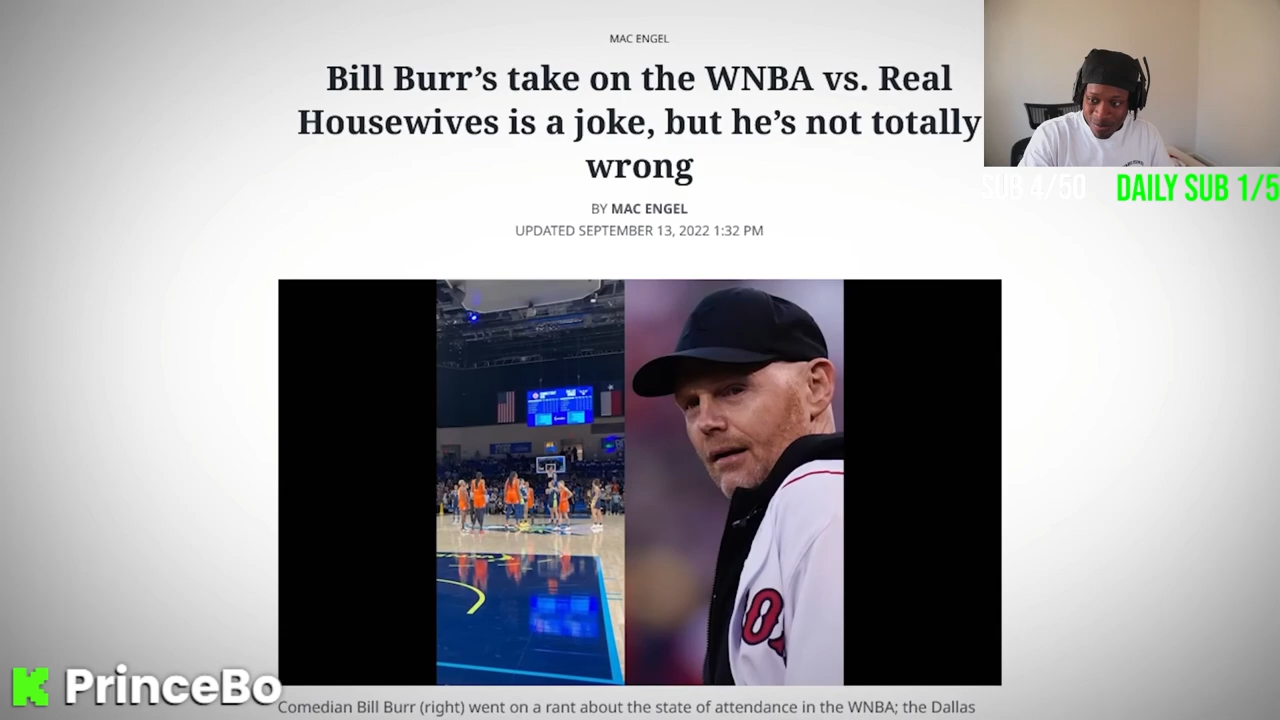 MAC ENGEL
Bill Burr's take on the WNBA vs. Real
Housewives is a joke, but he's not totally
wrong
BY MAC ENGEL
UPDATED SEPTEMBER 13, 2022 1:32 PM
SUB 4/50 DAILY SUB 1/5
PrinceBo
Comedian Bill Burr (right) went on a rant about the state of attendance in the WNBA; the Dallas